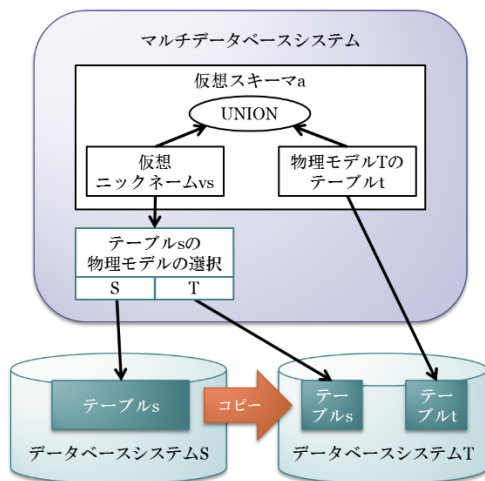 マルチデータベースシステム
仮想スキーマa
UNION
仮想
ニックネームvs
物理モデルTの
テーブルt
テーブルsの
物理モデルの選択
S
T
テーブルs
コピー
テー
ブルs
テー
ブルt
データベースシステムS
データベースシステムT